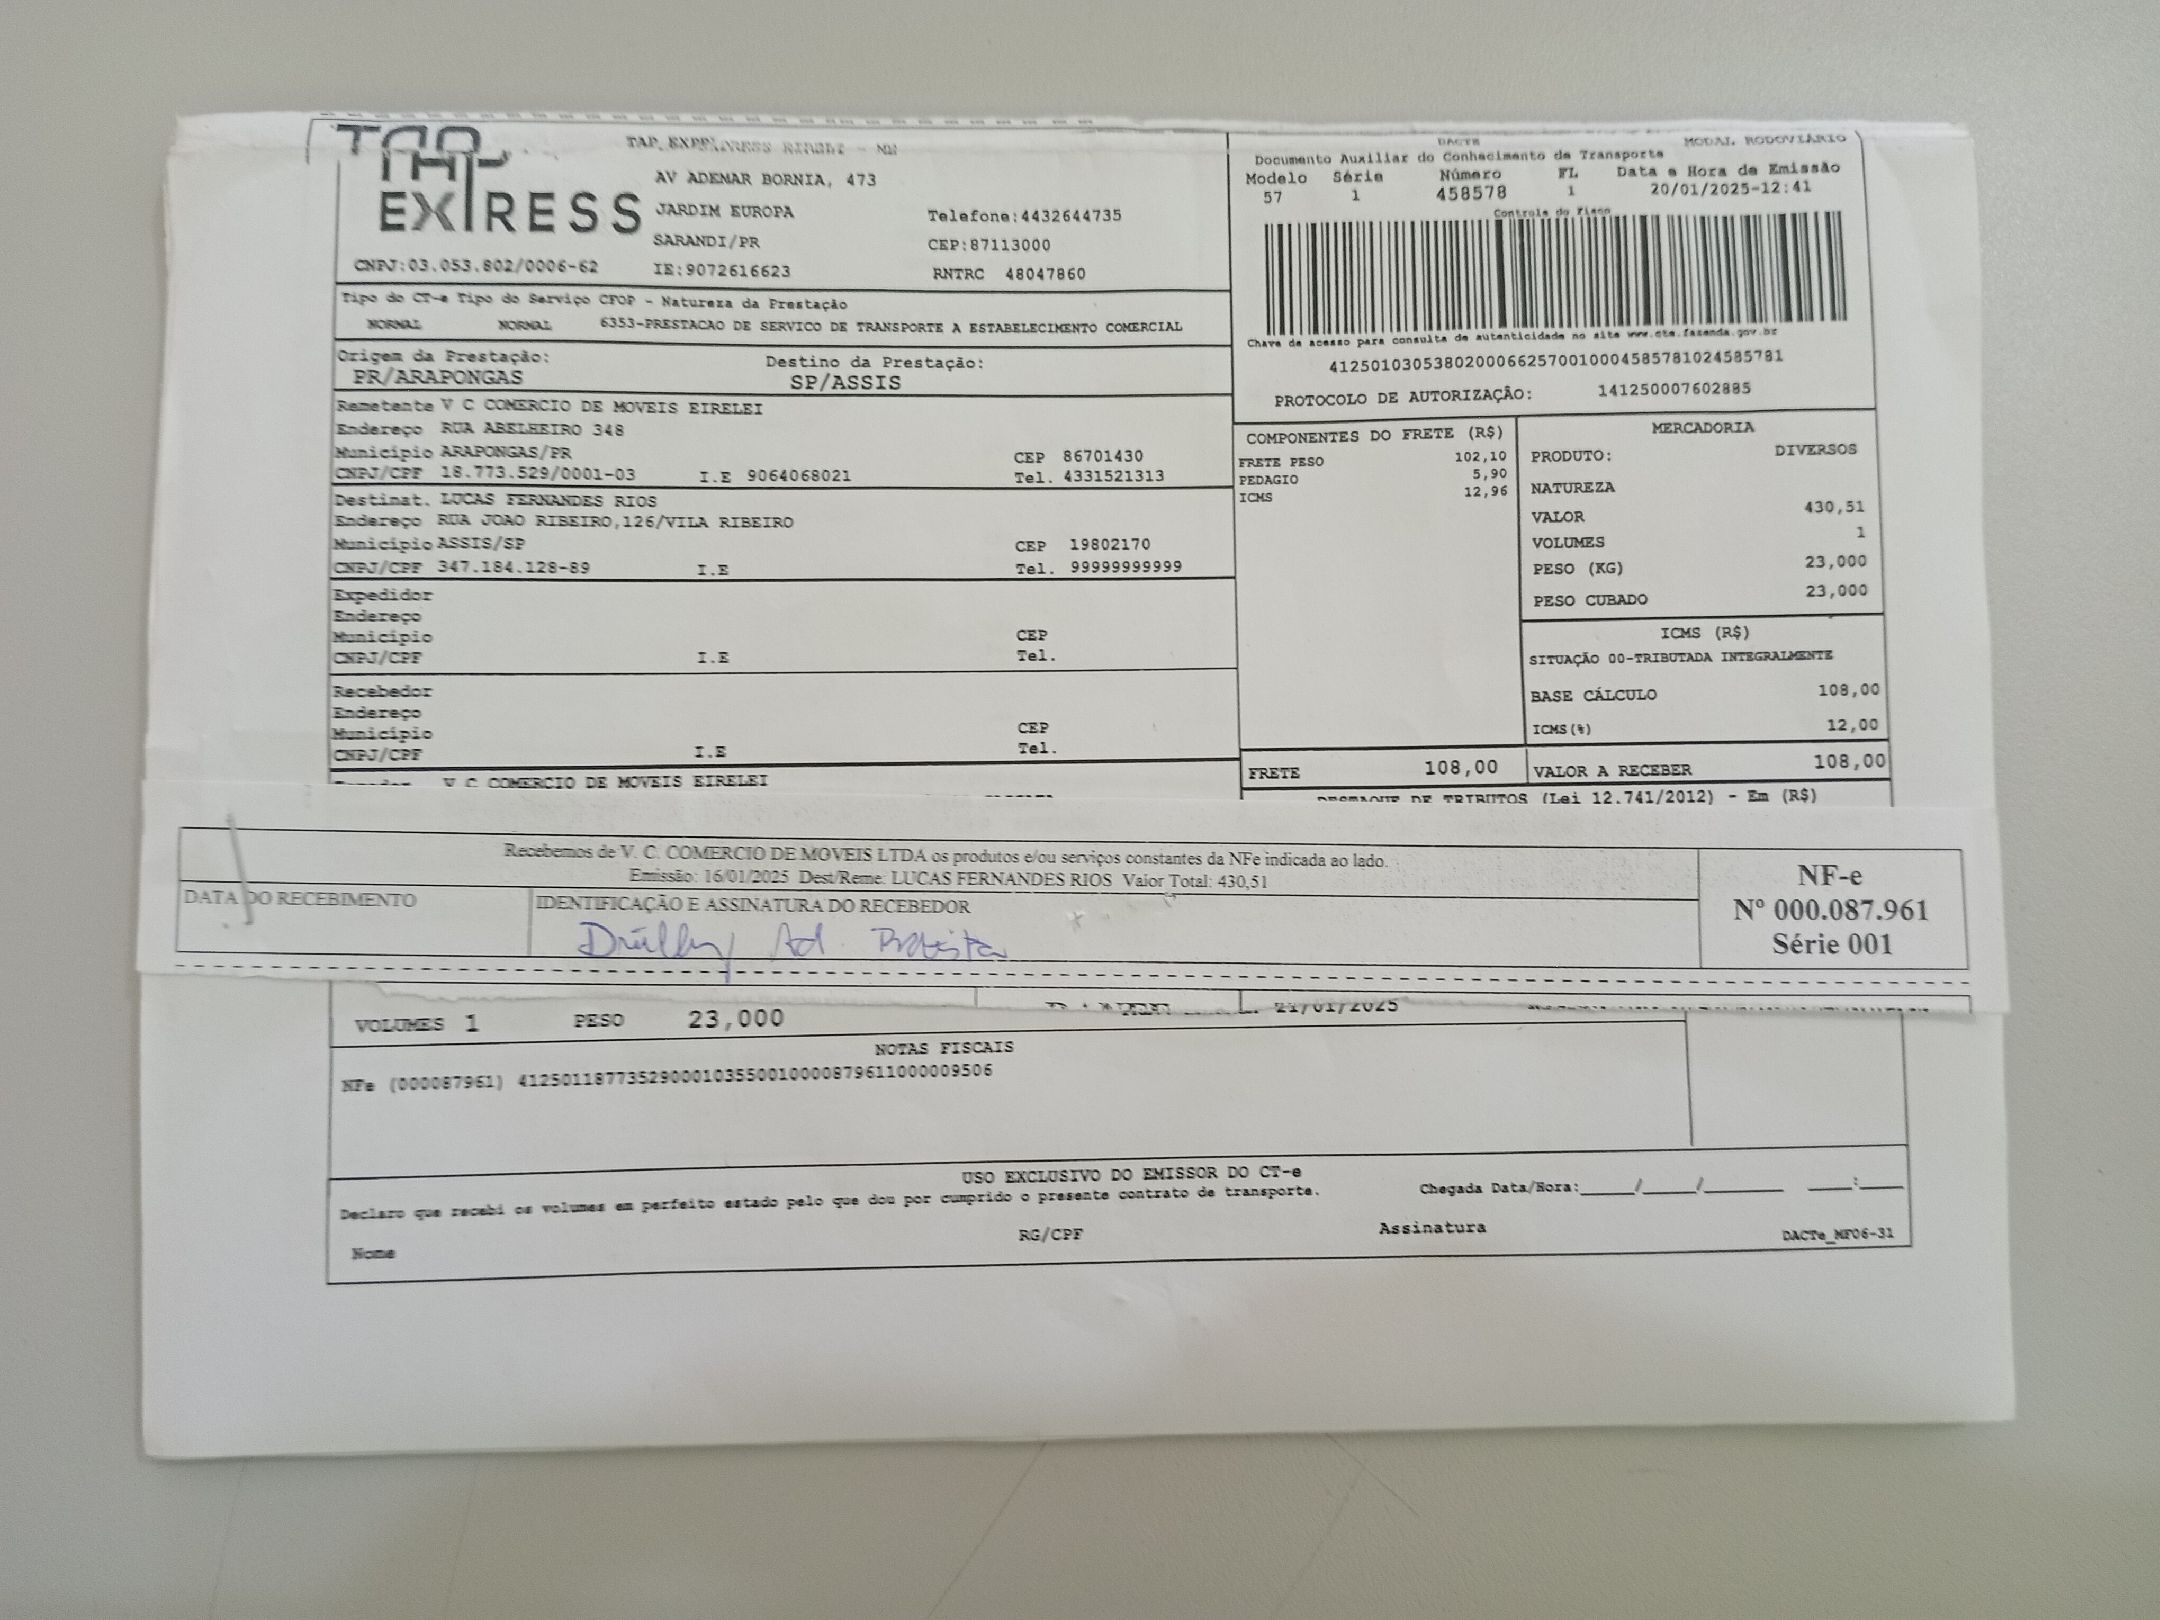 TAP
EXPRESS
AV ADEMAR BORNIA, 473
JARDIM EUROPA Telefone:4432644735
SARANDI/PR CEP:87113000
CNPJ:03.053.802/0006-62 IE:9072616623 RNTRC 48047860
DACTE MODAL RODOVIÁRIO
Documento Auxiliar do Conhecimento de Transporte
Modelo Série Número FL Data e Hora de Emissão
57 1 458578 1 20/01/2025-12:41
Controle do Fisco
Chave de acesso para consulta de autenticidade no site www.cte.fazenda.gov.br
41250103053802000662570010004585781024585781
PROTOCOLO DE AUTORIZAÇÃO: 141250007602885
Tipo do CT-e Tipo do Serviço CFOP - Natureza da Prestação
NORMAL NORMAL 6353-PRESTACAO DE SERVICO DE TRANSPORTE A ESTABELECIMENTO COMERCIAL
Origem da Prestação: Destino da Prestação:
PR/ARAPONGAS SP/ASSIS
Remetente V C COMERCIO DE MOVEIS EIRELEI
Endereço RUA ABELHEIRO 348
Município ARAPONGAS/PR CEP 86701430
CNPJ/CPF 18.773.529/0001-03 I.E 9064068021 Tel. 4331521313
Destinat. LUCAS FERNANDES RIOS
Endereço RUA JOAO RIBEIRO,126/VILA RIBEIRO
Município ASSIS/SP CEP 19802170
CNPJ/CPF 347.184.128-89 I.E Tel. 99999999999
Expedidor
Endereço
Município CEP
CNPJ/CPF I.E Tel.
Recebedor
Endereço
Município CEP
CNPJ/CPF I.E Tel.
V C COMERCIO DE MOVEIS EIRELEI
COMPONENTES DO FRETE (R$)
FRETE PESO 102,10
PEDAGIO 5,90
ICMS 12,96
MERCADORIA
PRODUTO: DIVERSOS
NATUREZA
VALOR 430,51
VOLUMES 1
PESO (KG) 23,000
PESO CUBADO 23,000
ICMS (R$)
SITUAÇÃO 00-TRIBUTADA INTEGRALMENTE
BASE CÁLCULO 108,00
ICMS(%) 12,00
FRETE 108,00 VALOR A RECEBER 108,00
DESTAQUE DE TRIBUTOS (Lei 12.741/2012) - Em (R$)
Recebemos de V. C. COMERCIO DE MOVEIS LTDA os produtos e/ou serviços constantes da NFe indicada ao lado.
Emissão: 16/01/2025 Dest/Reme: LUCAS FERNANDES RIOS Valor Total: 430,51
DATA DO RECEBIMENTO IDENTIFICAÇÃO E ASSINATURA DO RECEBEDOR
NF-e
Nº 000.087.961
Série 001
VOLUMES 1 PESO 23,000 21/01/2025
NOTAS FISCAIS
NFe (000087961) 41250118773529000103550010000879611000009506
USO EXCLUSIVO DO EMISSOR DO CT-e
Declaro que recebi os volumes em perfeito estado pelo que dou por cumprido o presente contrato de transporte. Chegada Data/Hora:_____/_____/_______ ____:____
Nome RG/CPF Assinatura DACTe_MF06-31